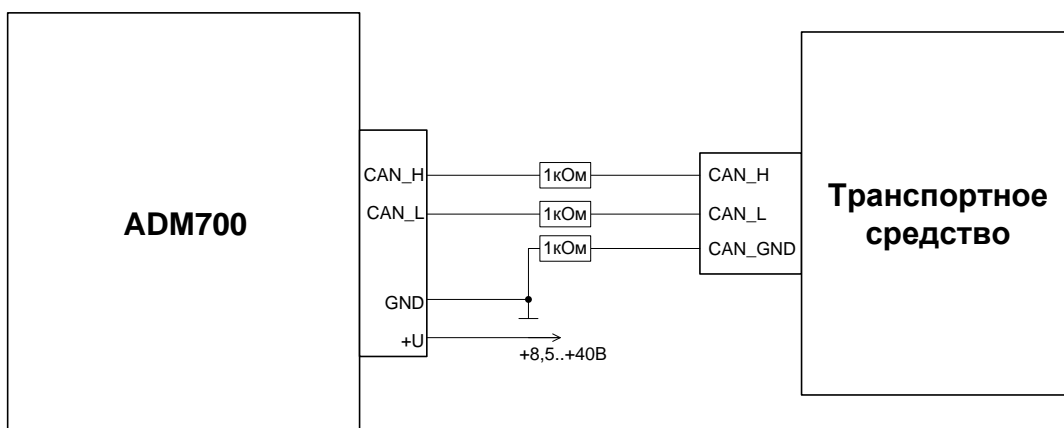 ADM700
CAN_H
CAN_L
GND
+U
1кОм
1кОм
1кОм
+8,5..+40В
CAN_H
CAN_L
CAN_GND
Транспортное
средство